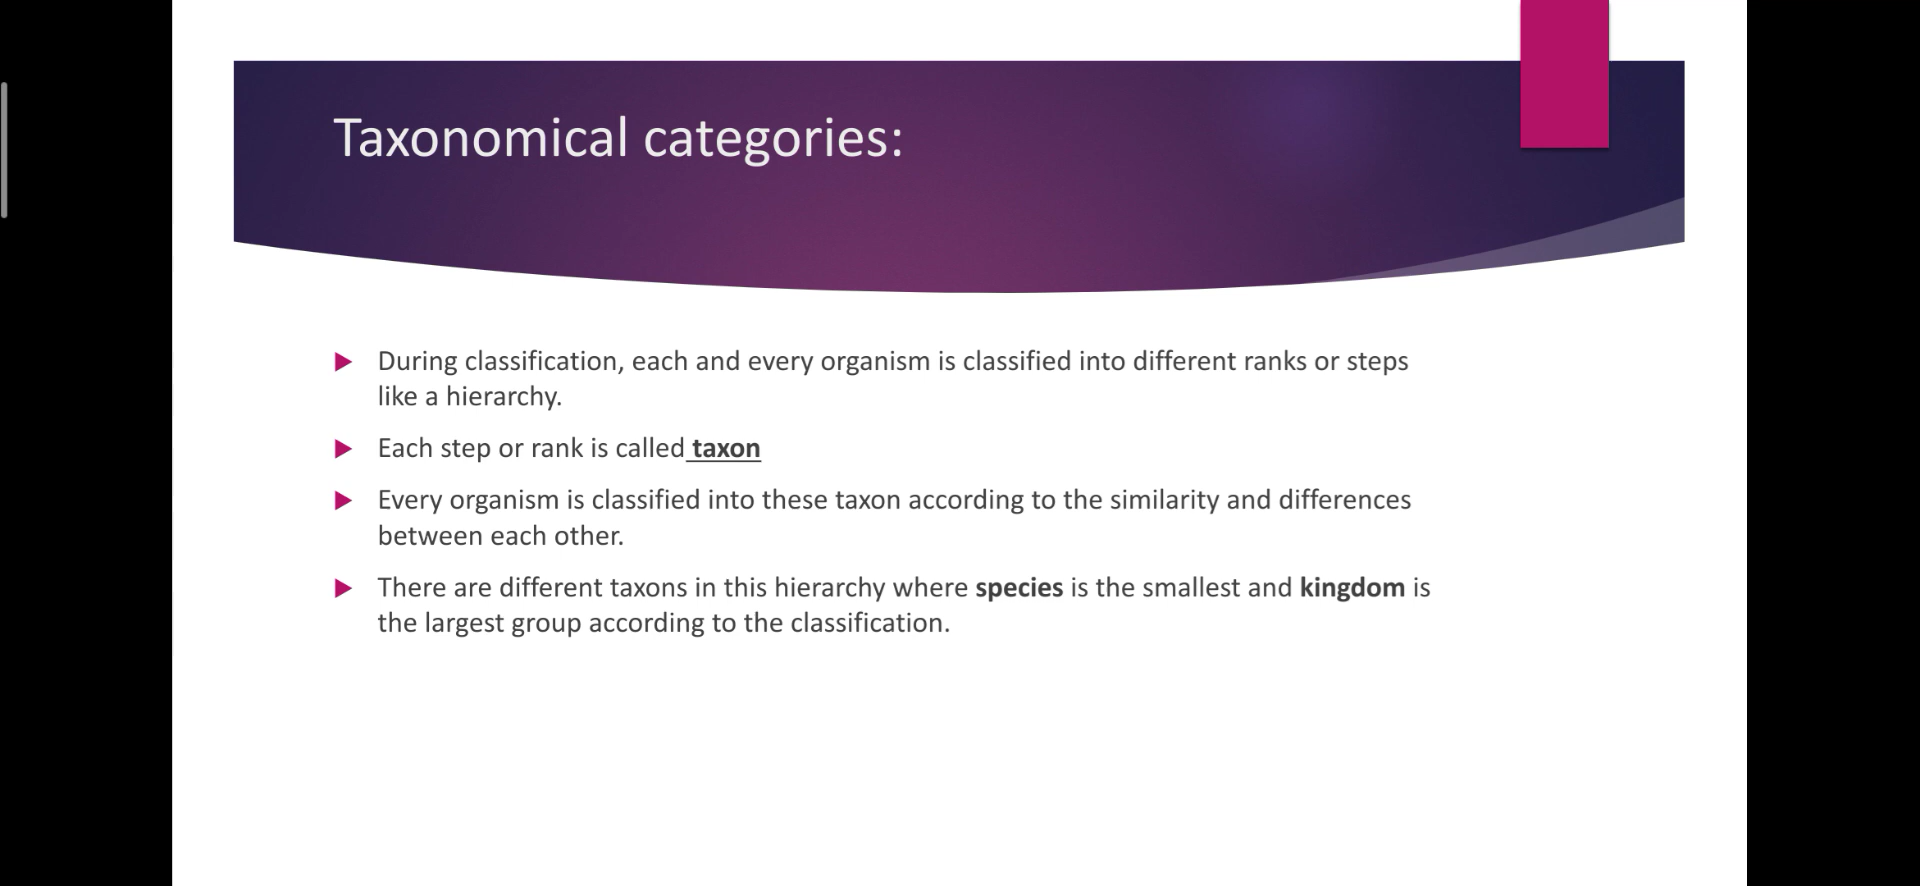 Taxonomical categories:
During classification, each and every organism is classified into different ranks or steps
like a hierarchy.
Each step or rank is called taxon
Every organism is classified into these taxon according to the similarity and differences
between each other.
There are different taxons in this hierarchy where species is the smallest and kingdom is
the largest group according to the classification.